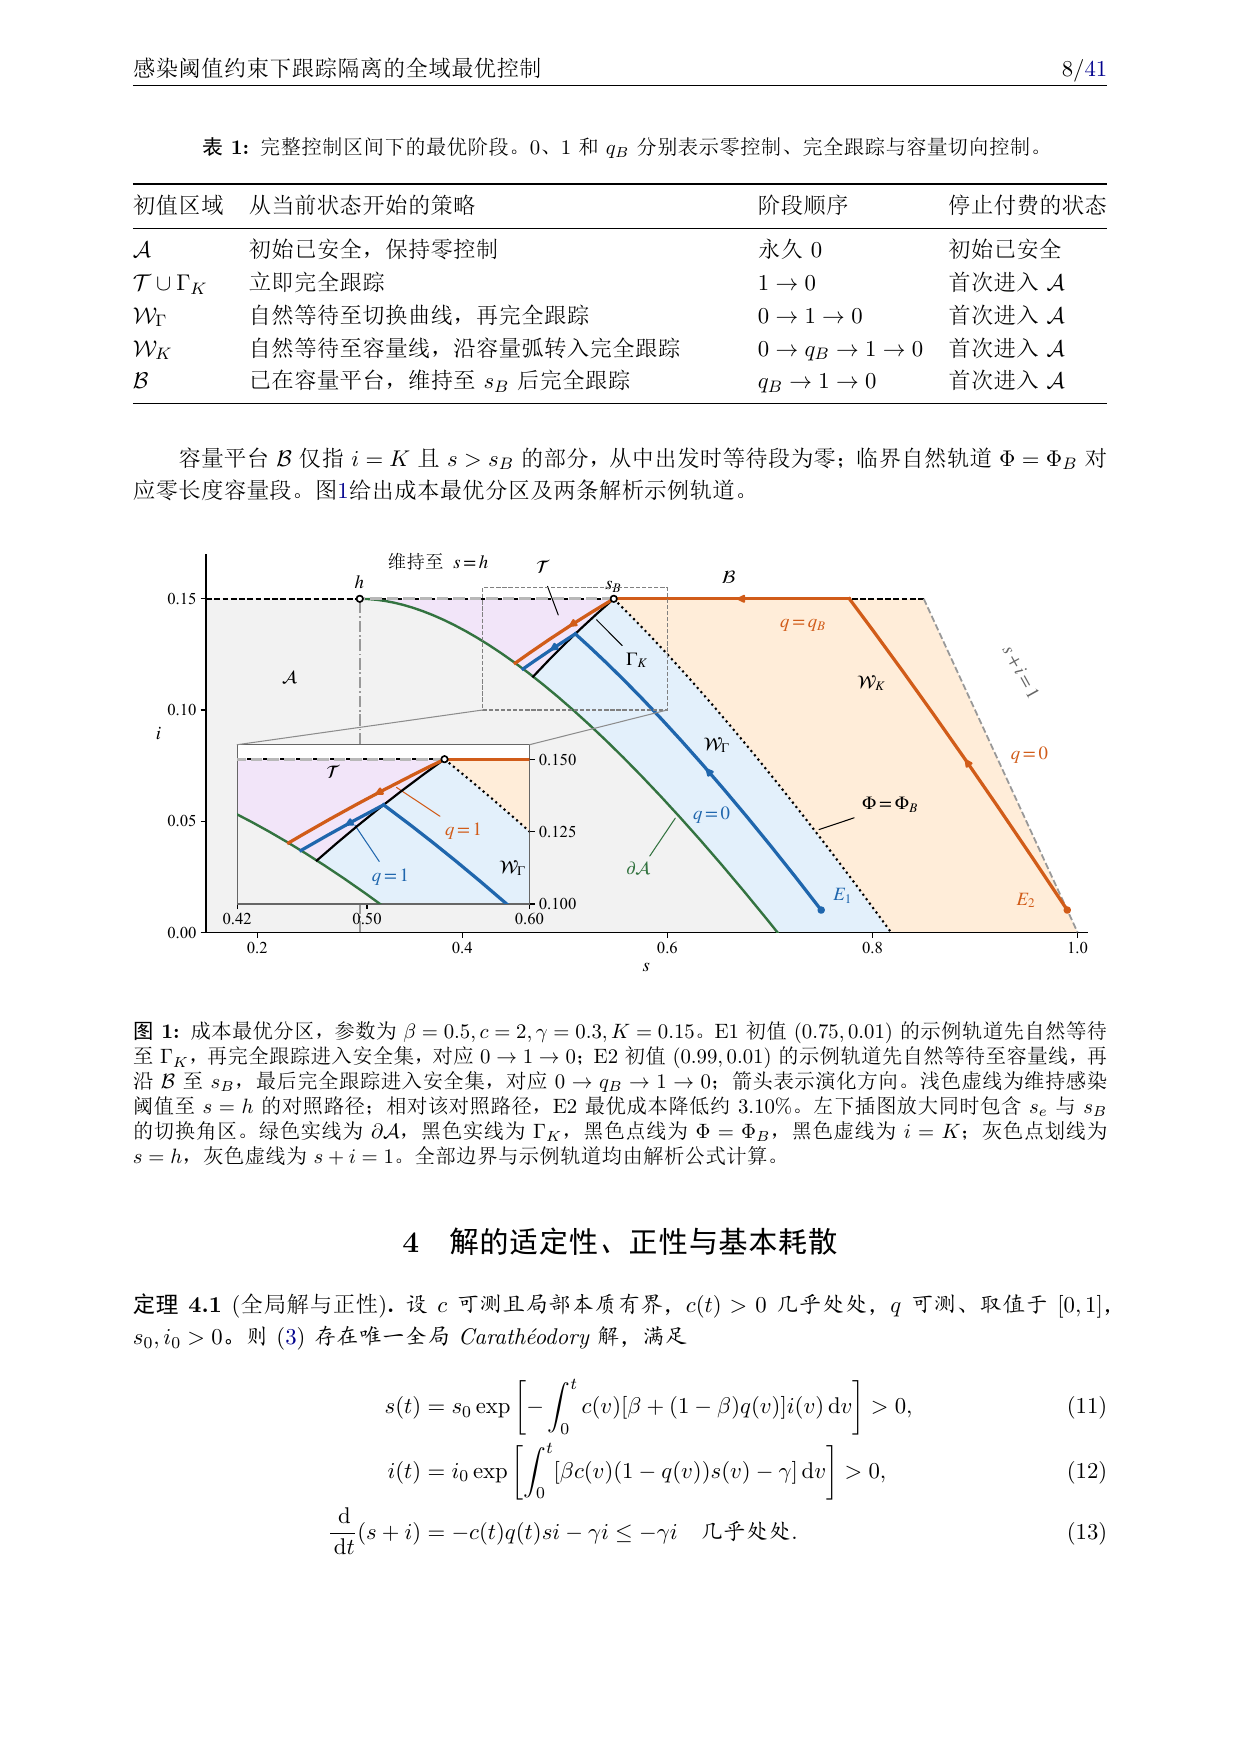 感染阈值约束下跟踪隔离的全域最优控制 8/41
表 1: 完整控制区间下的最优阶段。0、1 和 q_B 分别表示零控制、完全跟踪与容量切向控制。
初值区域 从当前状态开始的策略 阶段顺序 停止付费的状态
𝒜 初始已安全，保持零控制 永久 0 初始已安全
𝒯 ∪ Γ_K 立即完全跟踪 1 → 0 首次进入 𝒜
𝒲_Γ 自然等待至切换曲线，再完全跟踪 0 → 1 → 0 首次进入 𝒜
𝒲_K 自然等待至容量线，沿容量弧转入完全跟踪 0 → q_B → 1 → 0 首次进入 𝒜
ℬ 已在容量平台，维持至 s_B 后完全跟踪 q_B → 1 → 0 首次进入 𝒜
容量平台 ℬ 仅指 i = K 且 s > s_B 的部分，从中出发时等待段为零；临界自然轨道 Φ = Φ_B 对
应零长度容量段。图1给出成本最优分区及两条解析示例轨道。
维持至 s=h
𝒯
ℬ
h
s_B
0.15
q=q_B
Γ_K
s+i=1
𝒜
𝒲_K
0.10
i
𝒲_Γ
q=0
0.150
𝒯
Φ=Φ_B
0.05
q=0
q=1
0.125
∂𝒜
𝒲_Γ
q=1
E_1
E_2
0.100
0.42 0.50 0.60
0.00
0.2 0.4 0.6 0.8 1.0
s
图 1: 成本最优分区，参数为 β = 0.5, c = 2, γ = 0.3, K = 0.15。E1 初值 (0.75, 0.01) 的示例轨道先自然等待
至 Γ_K，再完全跟踪进入安全集，对应 0 → 1 → 0；E2 初值 (0.99, 0.01) 的示例轨道先自然等待至容量线，再
沿 ℬ 至 s_B，最后完全跟踪进入安全集，对应 0 → q_B → 1 → 0；箭头表示演化方向。浅色虚线为维持感染
阈值至 s = h 的对照路径；相对该对照路径，E2 最优成本降低约 3.10%。左下插图放大同时包含 s_e 与 s_B
的切换角区。绿色实线为 ∂𝒜，黑色实线为 Γ_K，黑色点线为 Φ = Φ_B，黑色虚线为 i = K；灰色点划线为
s = h，灰色虚线为 s + i = 1。全部边界与示例轨道均由解析公式计算。
4 解的适定性、正性与基本耗散
定理 4.1 (全局解与正性). 设 c 可测且局部本质有界，c(t) > 0 几乎处处，q 可测、取值于 [0, 1]，
s_0, i_0 > 0。则 (3) 存在唯一全局 Carathéodory 解，满足
s(t) = s_0 exp[−∫_0^t c(v)[β + (1 − β)q(v)]i(v) dv] > 0, (11)
i(t) = i_0 exp[∫_0^t [βc(v)(1 − q(v))s(v) − γ] dv] > 0, (12)
d/dt (s + i) = −c(t)q(t)si − γi ≤ −γi 几乎处处. (13)